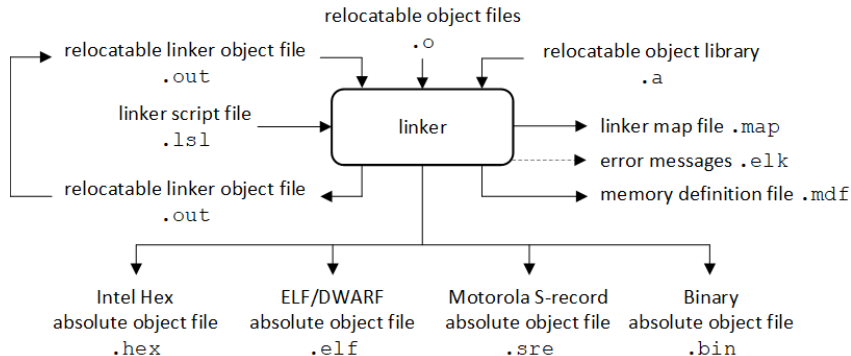 relocatable object files
.o
relocatable linker object file
.out
relocatable object library
.a
linker script file
.lsl
linker
linker map file .map
error messages .elk
relocatable linker object file
.out
memory definition file .mdf
Intel Hex
absolute object file
.hex
ELF/DWARF
absolute object file
.elf
Motorola S-record
absolute object file
.sre
Binary
absolute object file
.bin